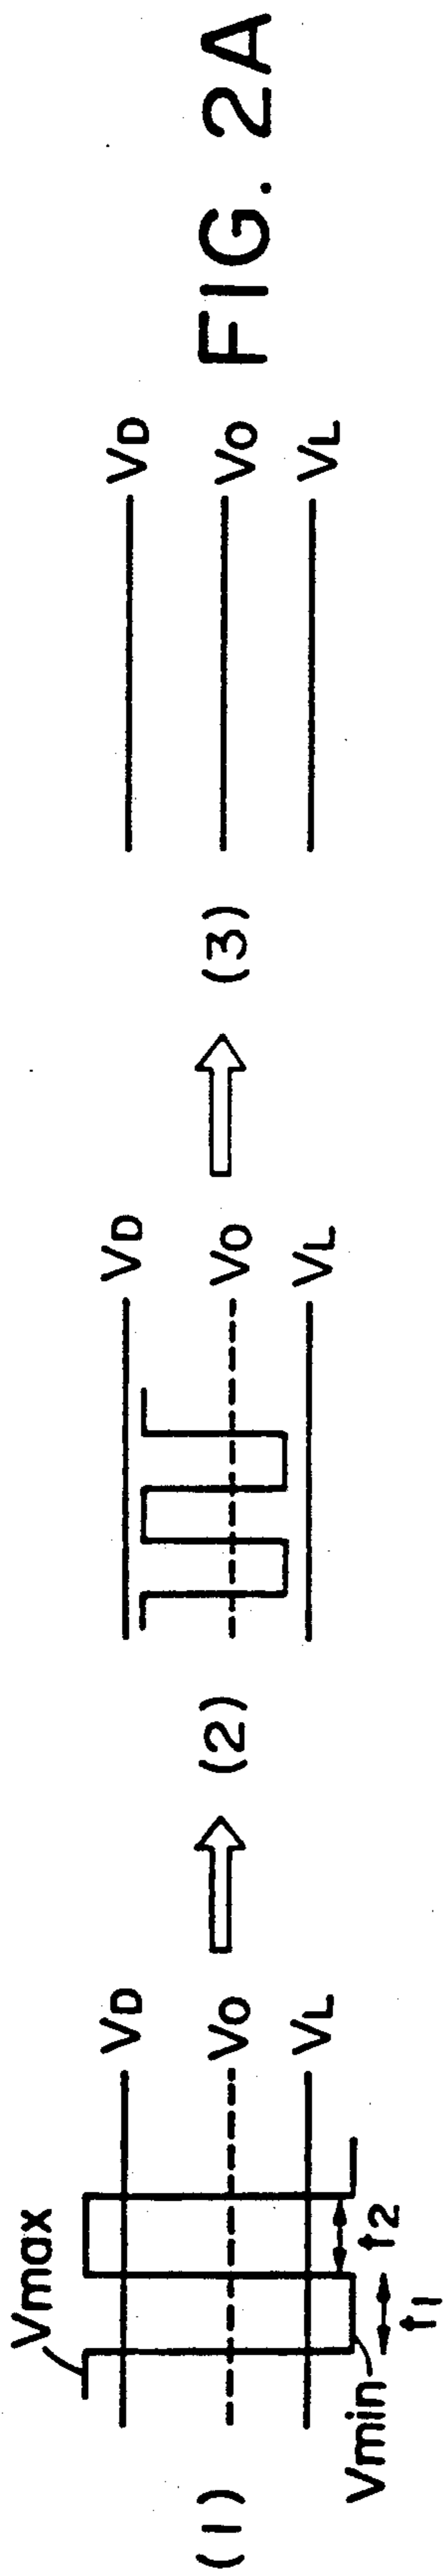 (1)
Vmax
VD
VO
VL
Vmin
t1
t2
(2)
VD
VO
VL
(3)
VD
VO
VL
FIG. 2A